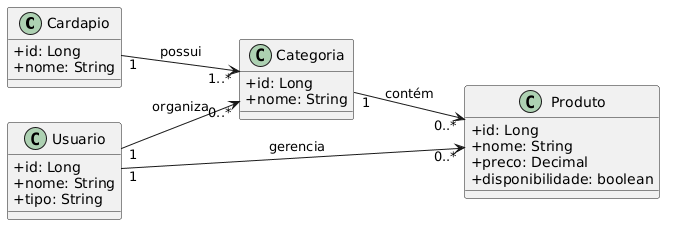 C Cardapio
+id: Long
+nome: String
possui
1
1..*
C Categoria
+id: Long
+nome: String
organiza
0..*
1
contém
0..*
C Usuario
+id: Long
+nome: String
+tipo: String
1
1
gerencia
0..*
C Produto
+id: Long
+nome: String
+preco: Decimal
+disponibilidade: boolean